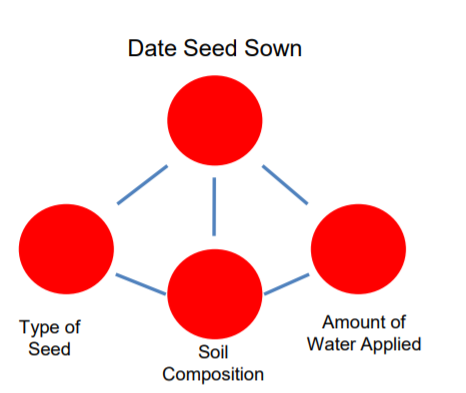 Date Seed Sown
Type of
Seed
Soil
Composition
Amount of
Water Applied